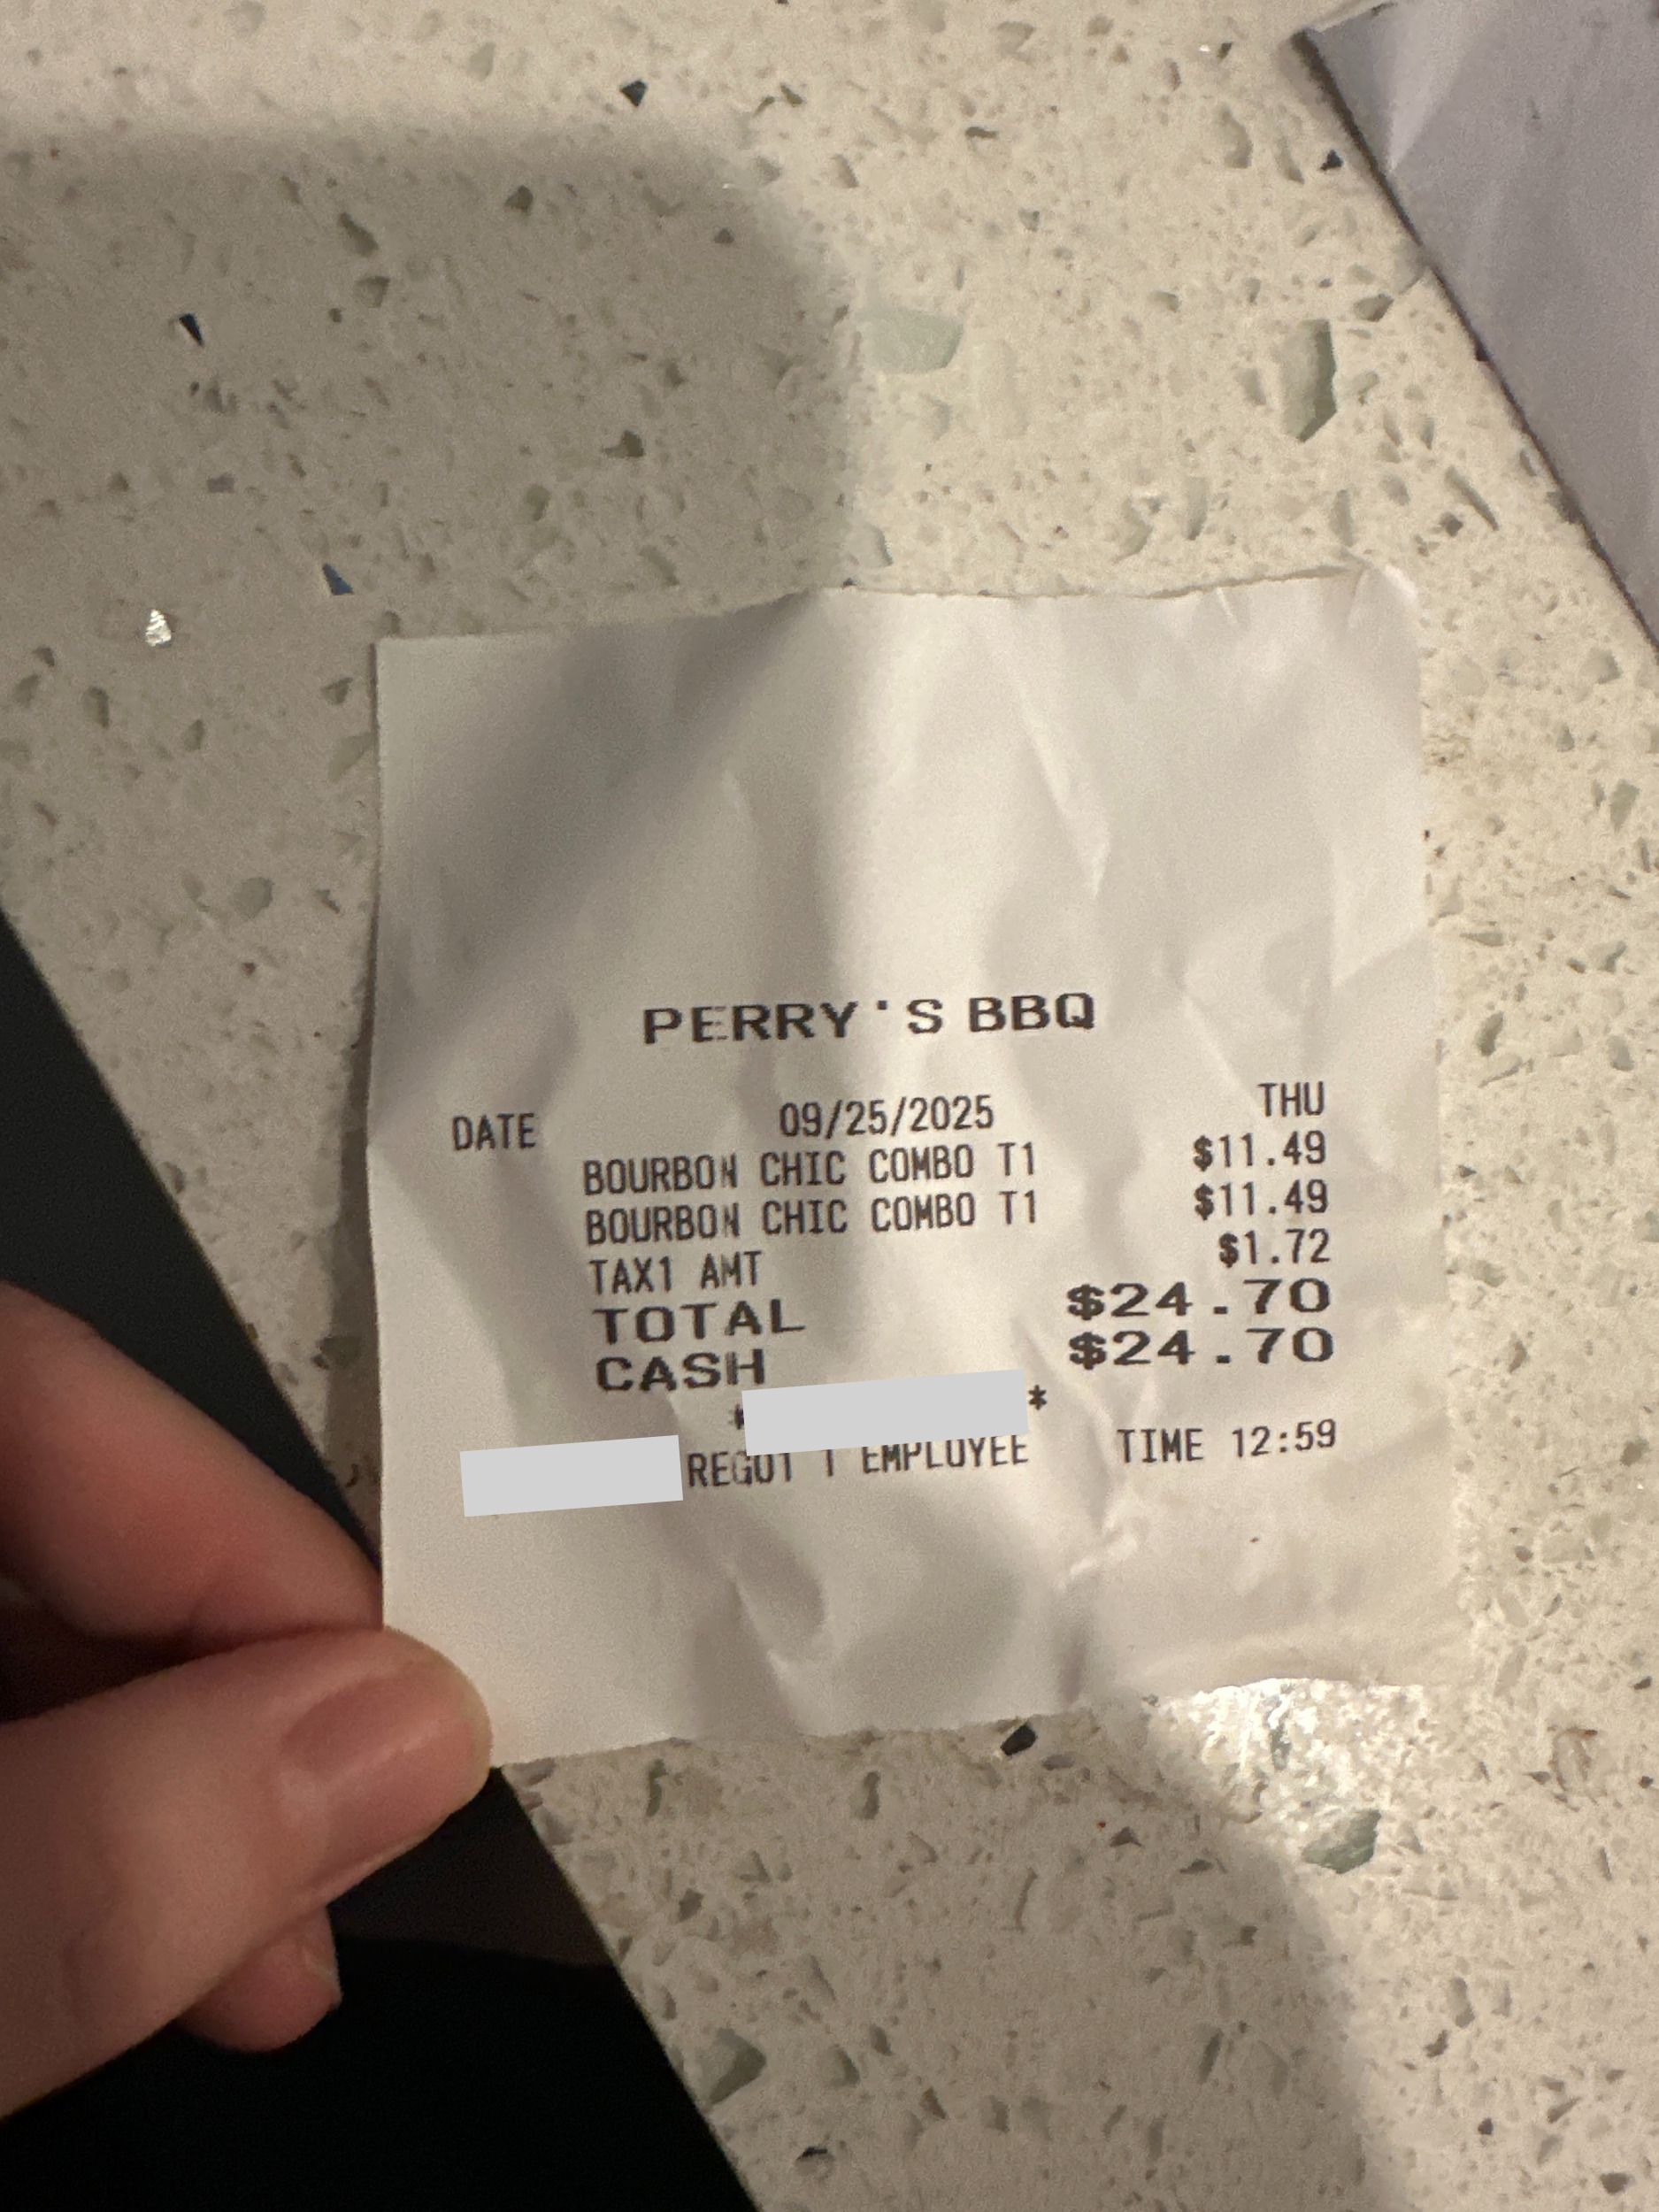 PERRY'S BBQ
DATE 09/25/2025 THU
BOURBON CHIC COMBO T1 $11.49
BOURBON CHIC COMBO T1 $11.49
TAX1 AMT $1.72
TOTAL $24.70
CASH $24.70
* *
REG01 1 EMPLOYEE TIME 12:59